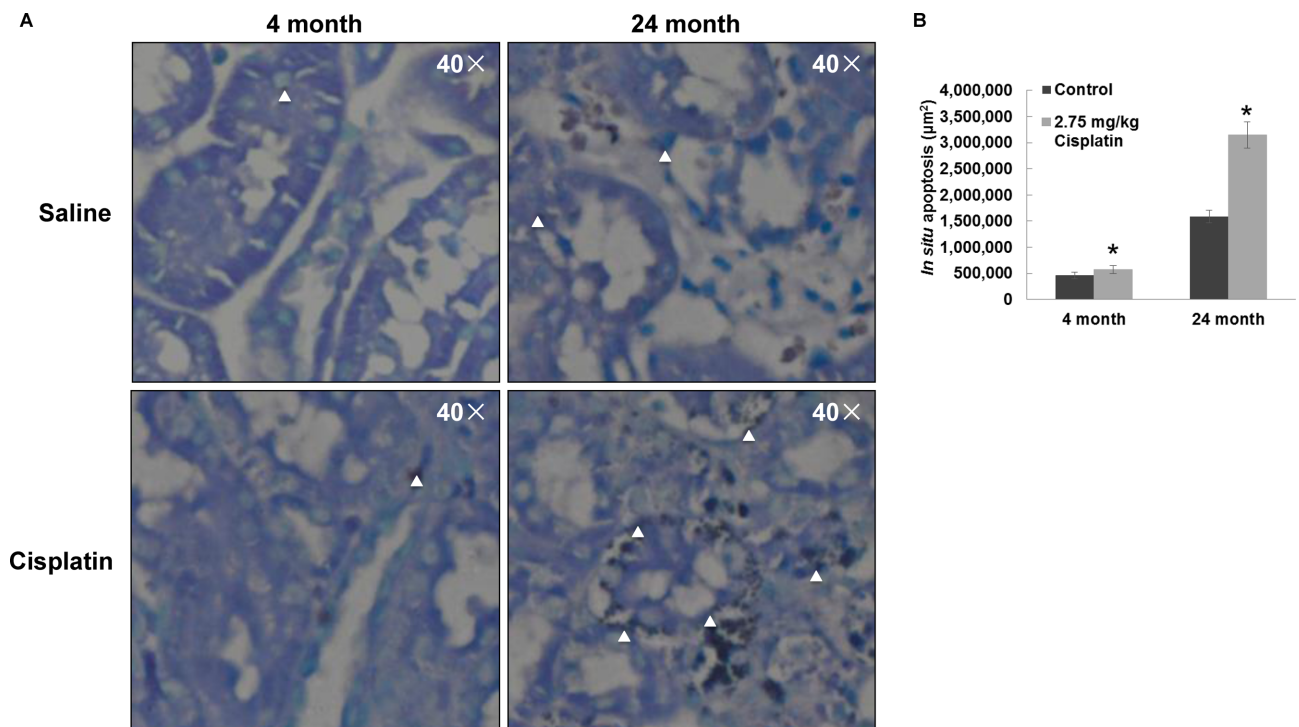 A
4 month
24 month
Saline
40×
40×
Cisplatin
40×
40×
B
In situ apoptosis (µm²)
4,000,000
3,500,000
3,000,000
2,500,000
2,000,000
1,500,000
1,000,000
500,000
0
Control
2.75 mg/kg
Cisplatin
*
*
4 month
24 month